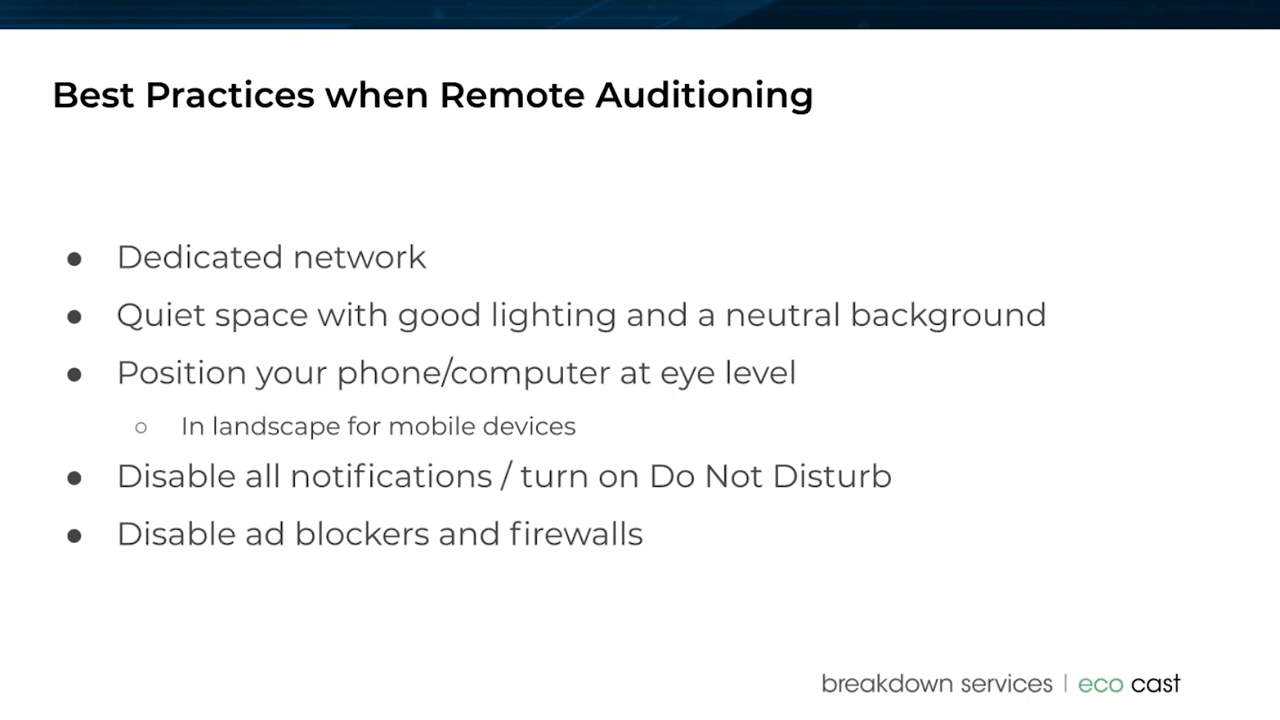 Best Practices when Remote Auditioning
● Dedicated network
● Quiet space with good lighting and a neutral background
● Position your phone/computer at eye level
○ In landscape for mobile devices
● Disable all notifications / turn on Do Not Disturb
● Disable ad blockers and firewalls
breakdown services | eco cast